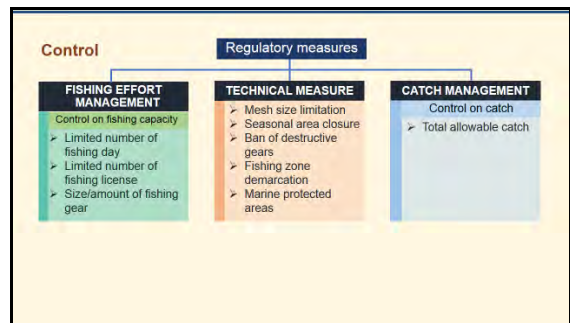 Control
Regulatory measures
FISHING EFFORT
MANAGEMENT
Control on fishing capacity
➢ Limited number of
fishing day
➢ Limited number of
fishing license
➢ Size/amount of fishing
gear
TECHNICAL MEASURE
➢ Mesh size limitation
➢ Seasonal area closure
➢ Ban of destructive
gears
➢ Fishing zone
demarcation
➢ Marine protected
areas
CATCH MANAGEMENT
Control on catch
➢ Total allowable catch